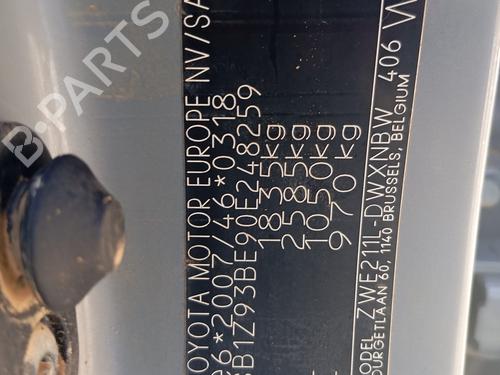 TOYOTA MOTOR EUROPE NV/SA
e6*2007/46*0318
SB1Z93BE90E248259
1835kg
2585kg
1050kg
970kg
MODEL ZWE211L-DWXNBW 406
BOURGETLAAN 60, 1140 BRUSSELS, BELGIUM